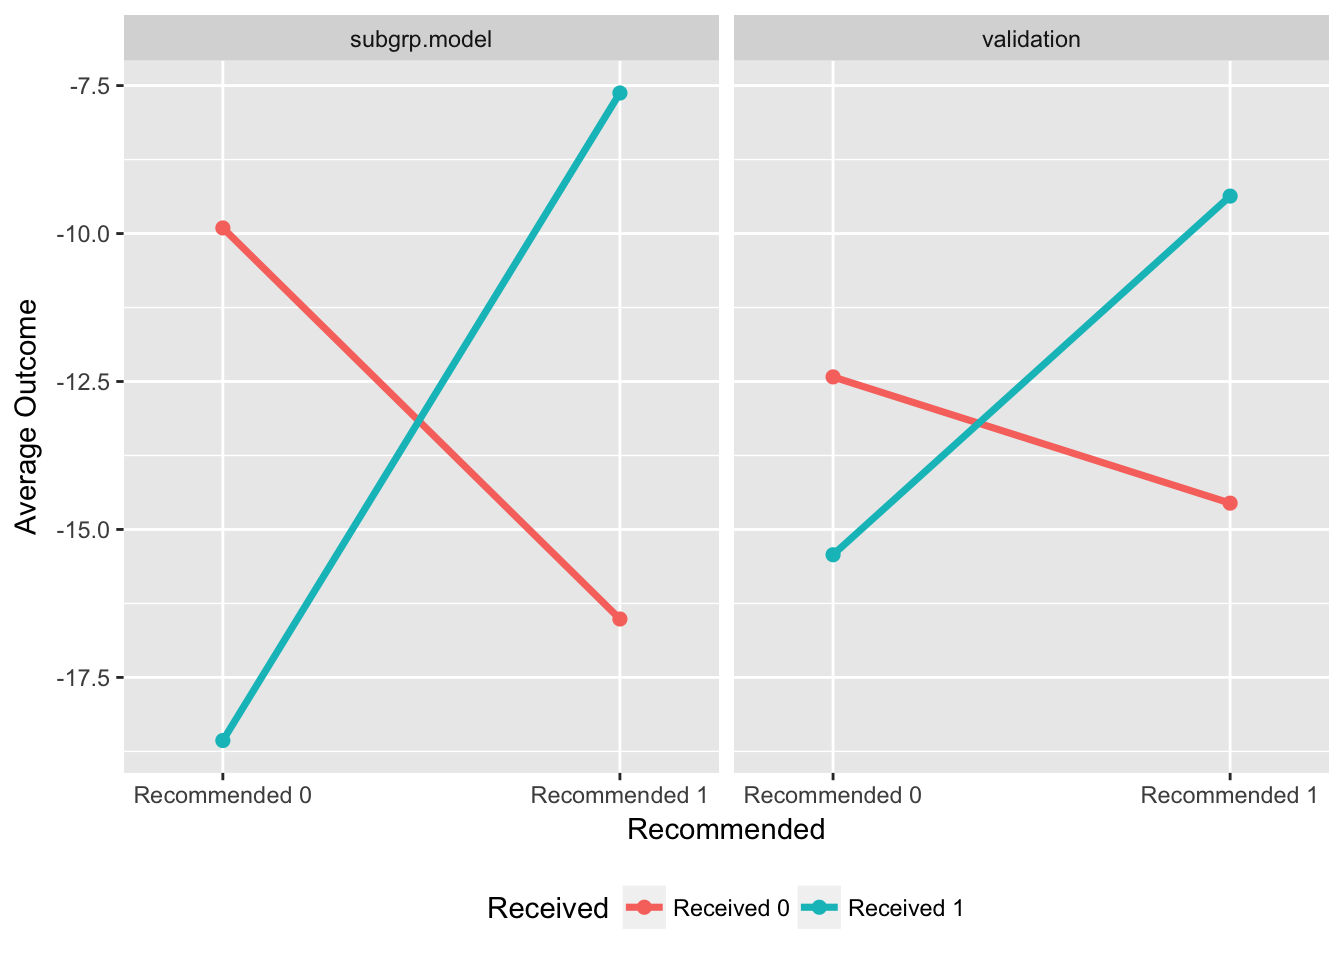 subgrp.model
validation
Average Outcome
-7.5
-10.0
-12.5
-15.0
-17.5
Recommended 0
Recommended 1
Recommended 0
Recommended 1
Recommended
Received
Received 0
Received 1